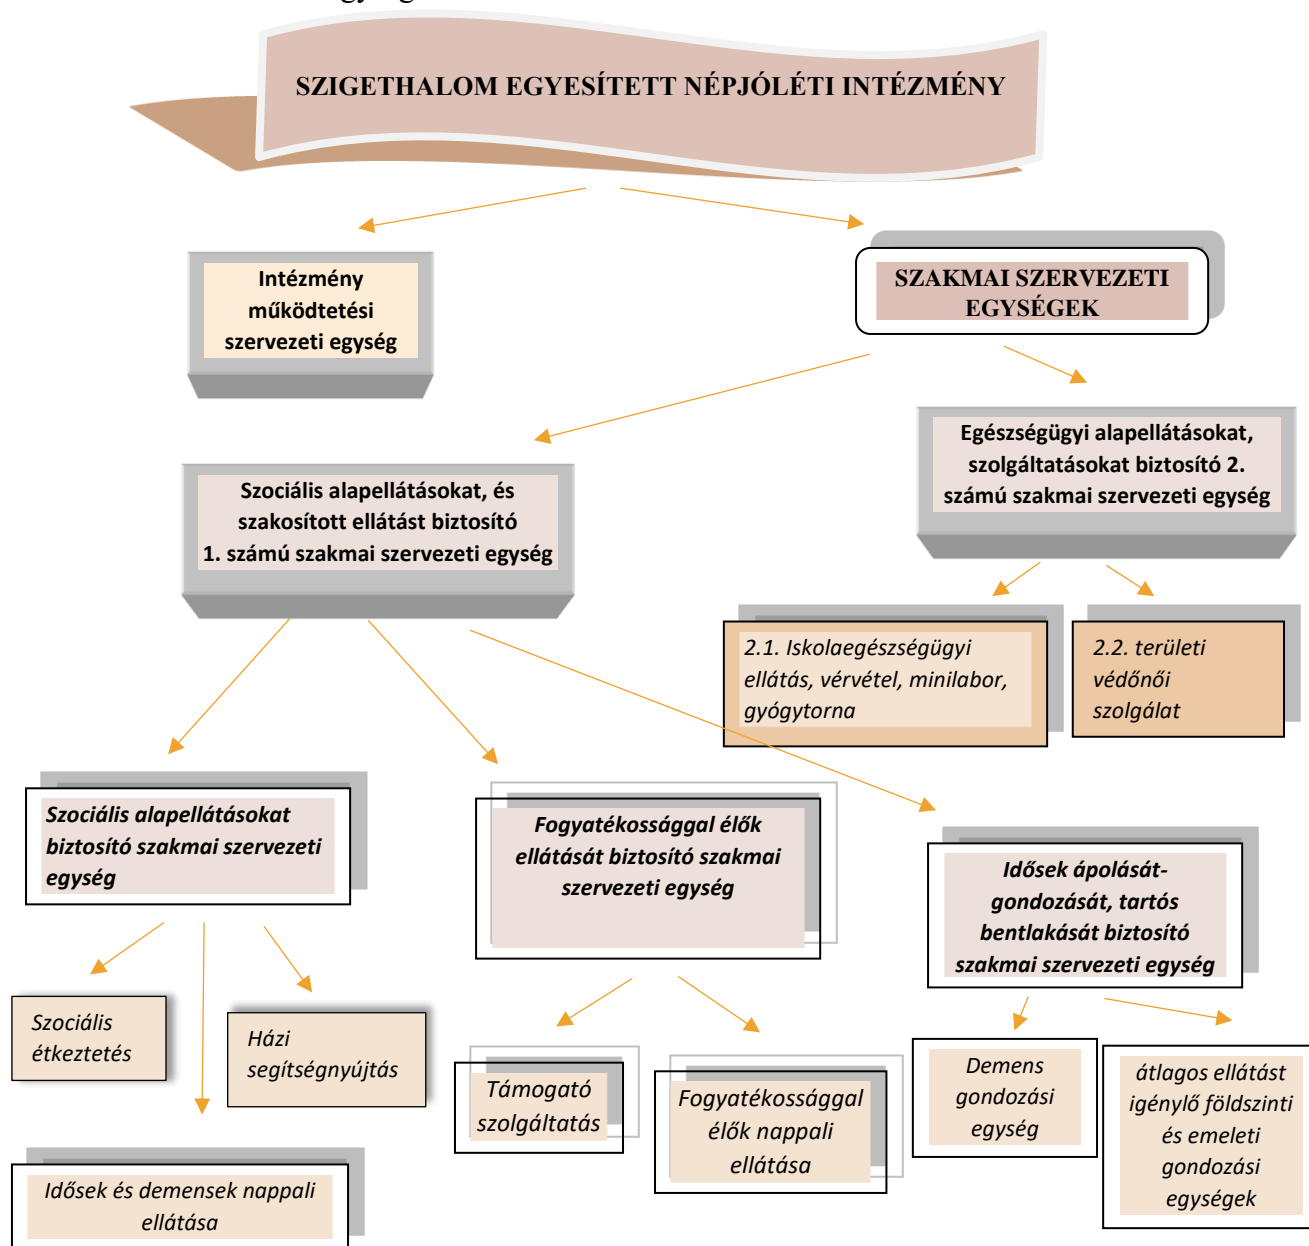 SZIGETHALOM EGYESÍTETT NÉPJÓLÉTI INTÉZMÉNY
Intézmény
működtetési
szervezeti egység
SZAKMAI SZERVEZETI
EGYSÉGEK
Egészségügyi alapellátásokat,
szolgáltatásokat biztosító 2.
számú szakmai szervezeti egység
Szociális alapellátásokat, és
szakosított ellátást biztosító
1. számú szakmai szervezeti egység
2.1. Iskolaegészségügyi
ellátás, vérvétel, minilabor,
gyógytorna
2.2. területi
védőnői
szolgálat
Szociális alapellátásokat
biztosító szakmai szervezeti
egység
Fogyatékossággal élők
ellátását biztosító szakmai
szervezeti egység
Idősek ápolását-
gondozását, tartós
bentlakását biztosító
szakmai szervezeti egység
Szociális
étkeztetés
Házi
segítségnyújtás
Idősek és demensek nappali
ellátása
Támogató
szolgáltatás
Fogyatékossággal
élők nappali
ellátása
Demens
gondozási
egység
átlagos ellátást
igénylő földszinti
és emeleti
gondozási
egységek